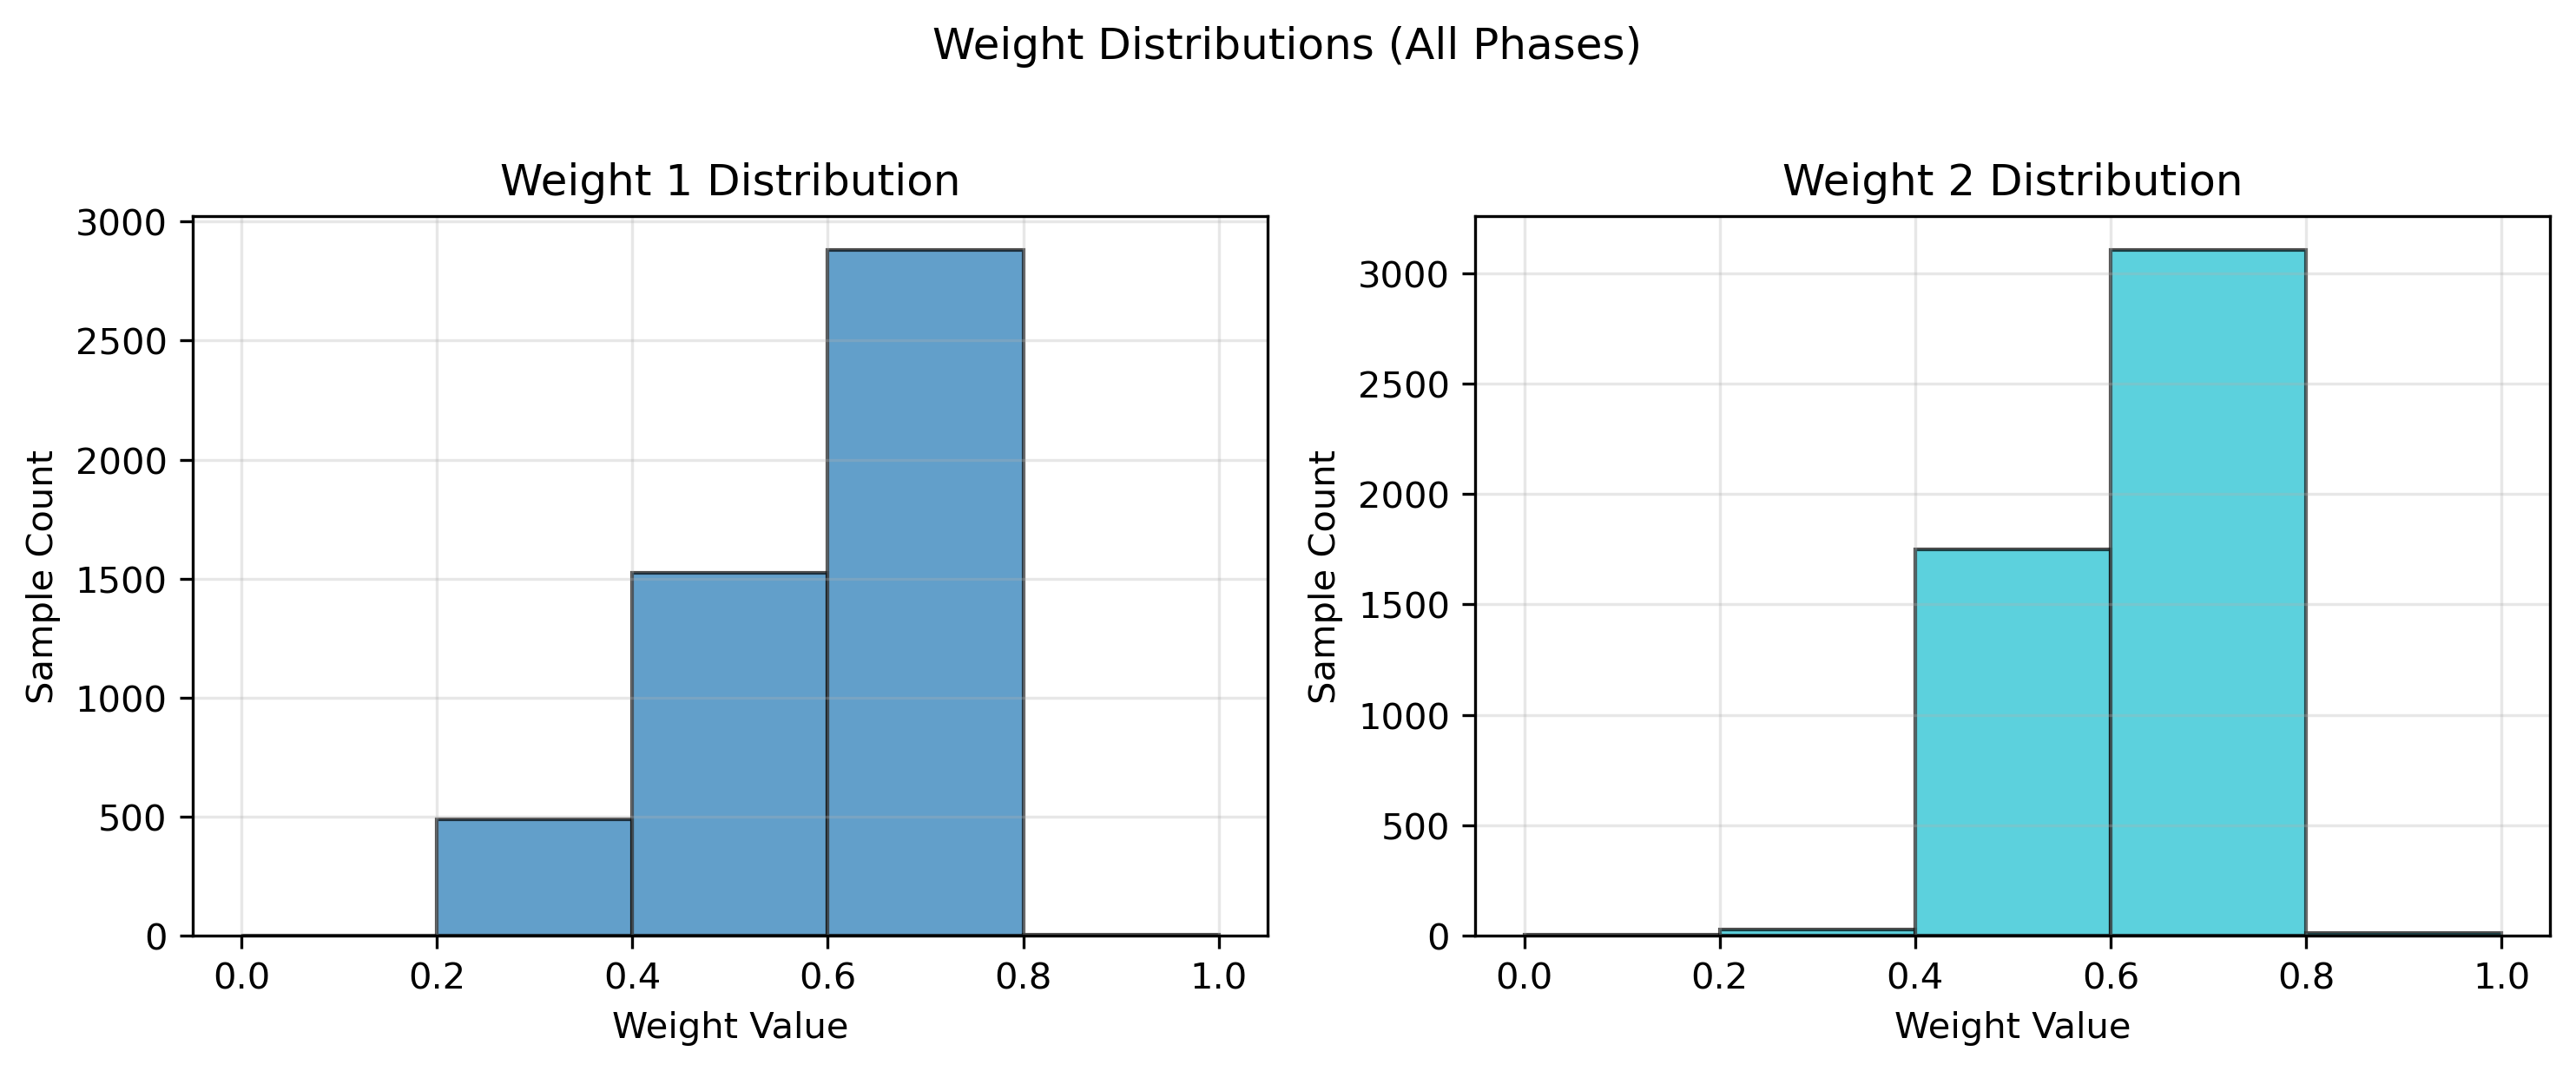 Weight Distributions (All Phases)
Weight 1 Distribution
3000
2500
2000
1500
1000
500
0
Sample Count
0.0 0.2 0.4 0.6 0.8 1.0
Weight Value
Weight 2 Distribution
3000
2500
2000
1500
1000
500
0
Sample Count
0.0 0.2 0.4 0.6 0.8 1.0
Weight Value